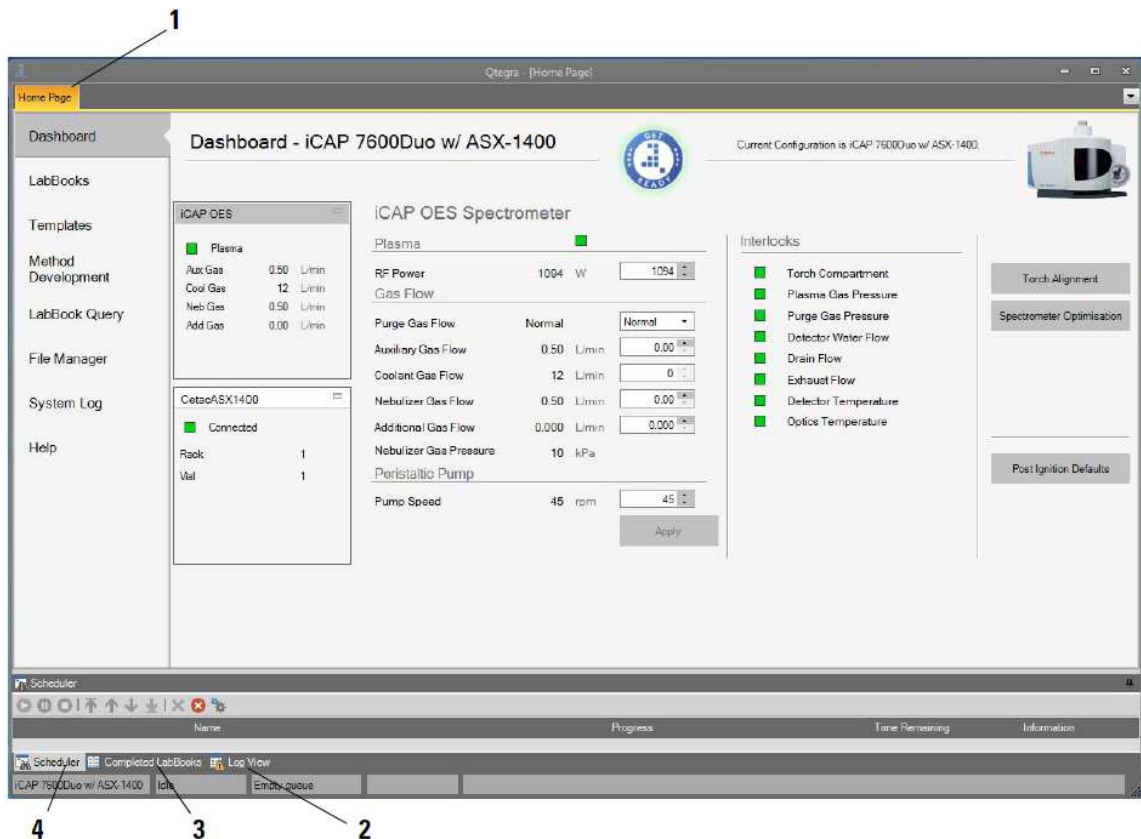 1
Qtegra - [Home Page]
Home Page
Dashboard
LabBooks
Templates
Method
Development
LabBook Query
File Manager
System Log
Help
Dashboard - iCAP 7600Duo w/ ASX-1400
GET
READY
Current Configuration is iCAP 7600Duo w/ ASX-1400.
iCAP OES
Plasma
Aux Gas 0.50 L/min
Cool Gas 12 L/min
Neb Gas 0.50 L/min
Add Gas 0.00 L/min
CetacASX1400
Connected
Rack 1
Vial 1
iCAP OES Spectrometer
Plasma
RF Power 1094 W 1094
Gas Flow
Purge Gas Flow Normal Normal
Auxiliary Gas Flow 0.50 L/min 0.00
Coolant Gas Flow 12 L/min 0
Nebulizer Gas Flow 0.50 L/min 0.00
Additional Gas Flow 0.000 L/min 0.000
Nebulizer Gas Pressure 10 kPa
Peristaltic Pump
Pump Speed 45 rpm 45
Apply
Interlocks
Torch Compartment
Plasma Gas Pressure
Purge Gas Pressure
Detector Water Flow
Drain Flow
Exhaust Flow
Detector Temperature
Optics Temperature
Torch Alignment
Spectrometer Optimisation
Post Ignition Defaults
Scheduler
Name Progress Time Remaining Information
Scheduler Completed LabBooks Log View
iCAP 7600Duo w/ ASX-1400 Idle Empty queue
4 3 2